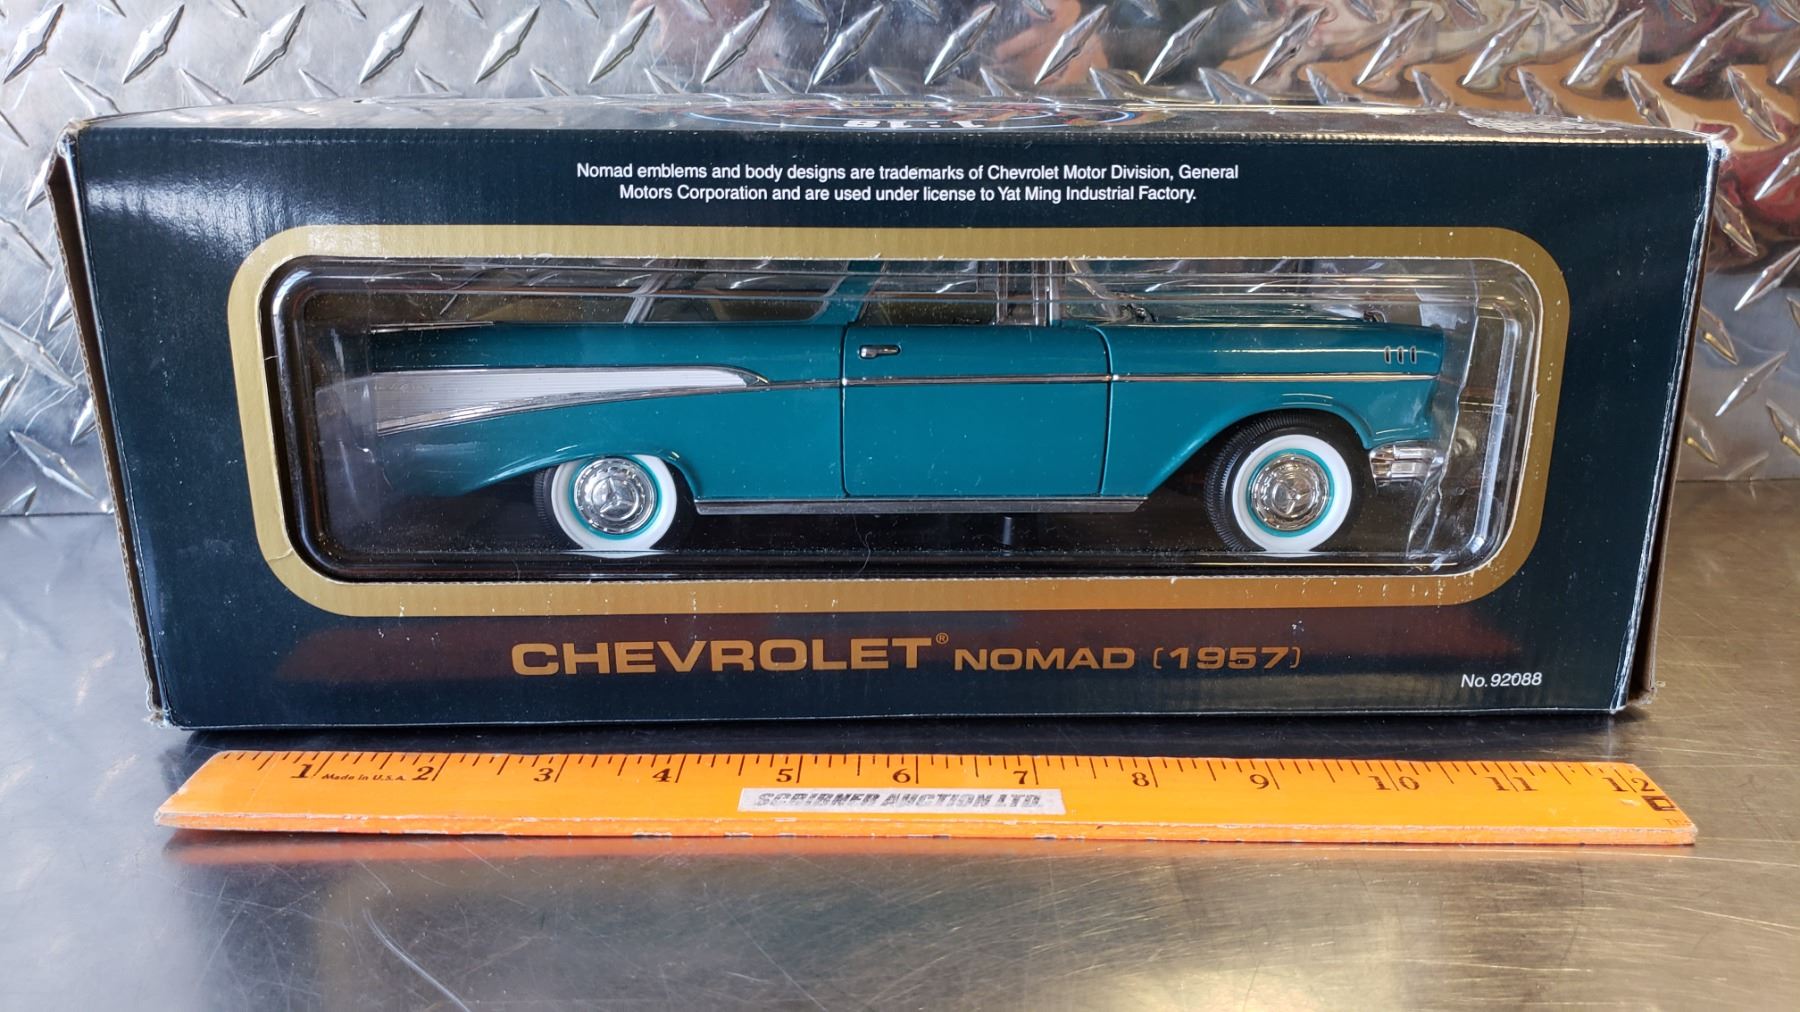 1:18
Nomad emblems and body designs are trademarks of Chevrolet Motor Division, General
Motors Corporation and are used under license to Yat Ming Industrial Factory.
CHEVROLET® NOMAD (1957)
No. 92088
1 Made in U.S.A. 2 3 4 5 6 7 8 9 10 11 12
SCRIBNER AUCTION LTD